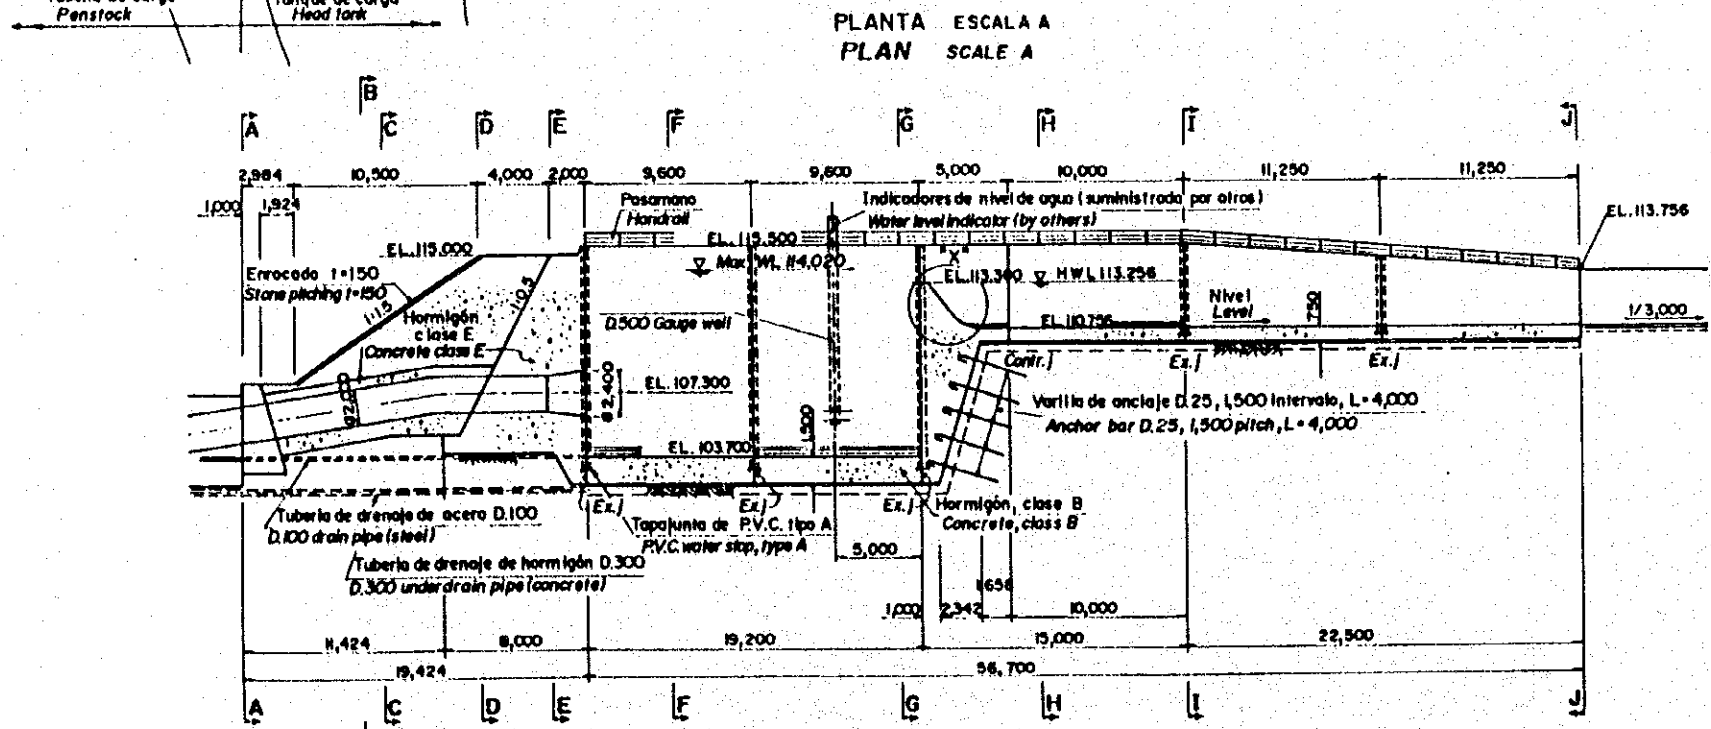 Penstock
Head tank
PLANTA ESCALA A
PLAN SCALE A
B
A C D E F G H I J
2,984 10,500 4,000 2,000 9,600 9,600 5,000 10,000 11,250 11,250
1,000 1,924
Pasamano
Handrail
Indicadores de nivel de agua (suministrado por otros)
Water level indicator (by others)
EL. 113.756
EL. 115.000
EL. 115.500
Max. WL. 114.020
"X"
EL. 113.300
HWL 113.256
Enrocado t=150
Stone pitching t=150
1:1.5
1:0.5
Hormigón
clase E
Concrete class E
D.500 Gauge well
Nivel
Level
750
1/3,000
EL. 110.756
Contr. j
Ex. j
Ex. j
EL. 107.300
ø2,400
Varilla de anclaje D.25, 1,500 intervalo, L=4,000
Anchor bar D.25, 1,500 pitch, L=4,000
1,500
EL. 103.700
Ex. j
Ex. j
Ex. j
Hormigón, clase B
Concrete, class B
Tubería de drenaje de acero D.100
D.100 drain pipe (steel)
Tapajunta de P.V.C. tipo A
P.V.C. water stop, type A
5,000
Tubería de drenaje de hormigón D.300
D.300 underdrain pipe (concrete)
1,658
1,000 2,342 10,000
11,424 8,000 19,200 15,000 22,500
19,424 56,700
A C D E F G H I J